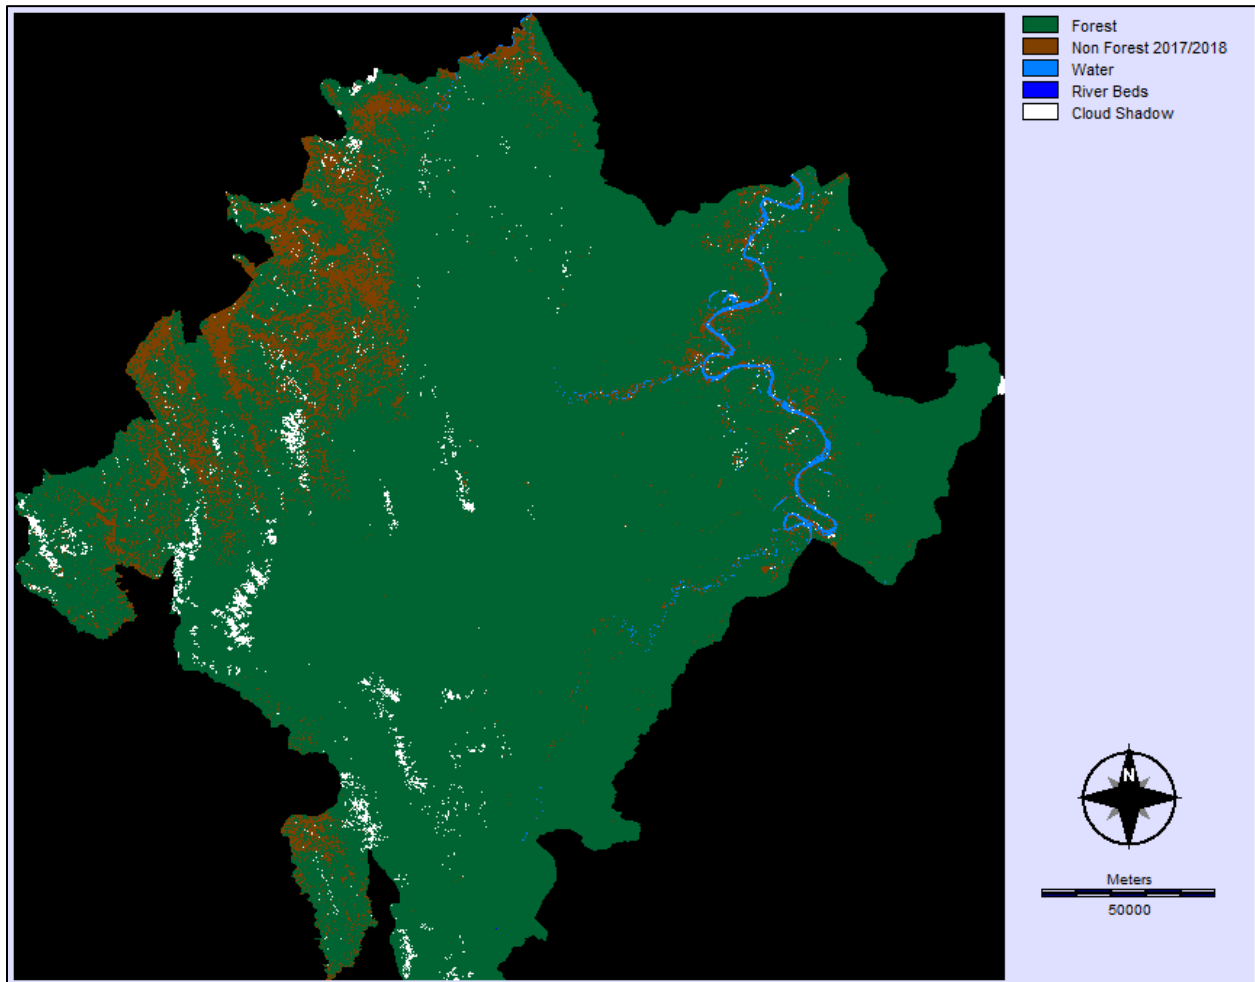 Forest
Non Forest 2017/2018
Water
River Beds
Cloud Shadow
N
Meters
50000